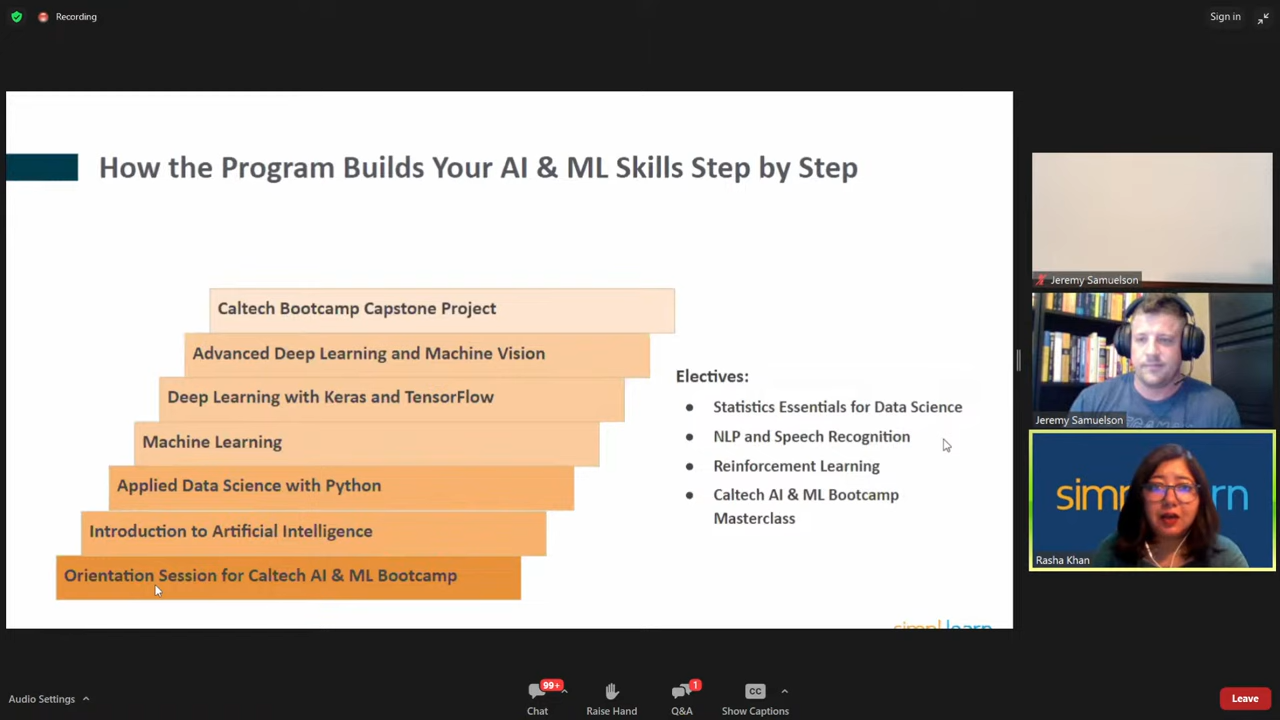 Recording
Sign in
How the Program Builds Your AI & ML Skills Step by Step
Caltech Bootcamp Capstone Project
Advanced Deep Learning and Machine Vision
Deep Learning with Keras and TensorFlow
Machine Learning
Applied Data Science with Python
Introduction to Artificial Intelligence
Orientation Session for Caltech AI & ML Bootcamp
Electives:
Statistics Essentials for Data Science
NLP and Speech Recognition
Reinforcement Learning
Caltech AI & ML Bootcamp
Masterclass
Jeremy Samuelson
Jeremy Samuelson
Rasha Khan
Audio Settings
99+
Chat
Raise Hand
1
Q&A
CC
Show Captions
Leave